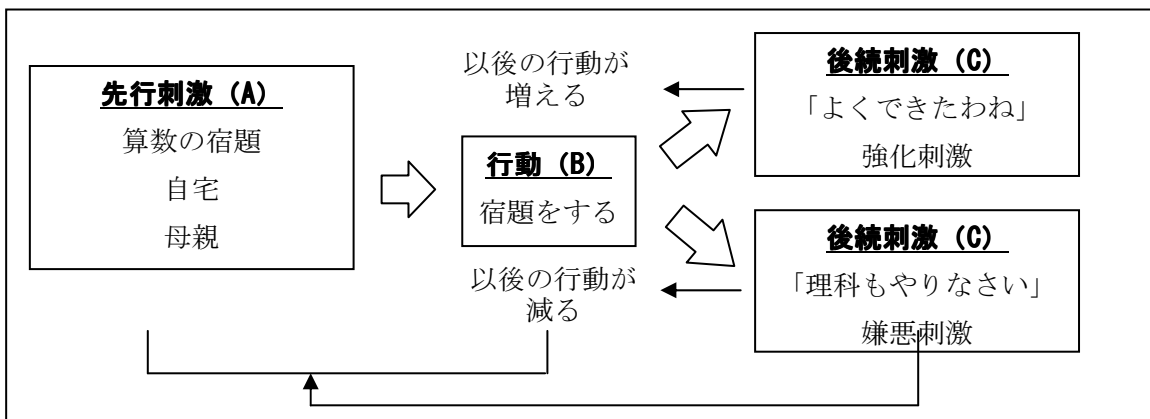 先行刺激（A）
算数の宿題
自宅
母親
以後の行動が
増える
行動（B）
宿題をする
以後の行動が
減る
後続刺激（C）
「よくできたわね」
強化刺激
後続刺激（C）
「理科もやりなさい」
嫌悪刺激